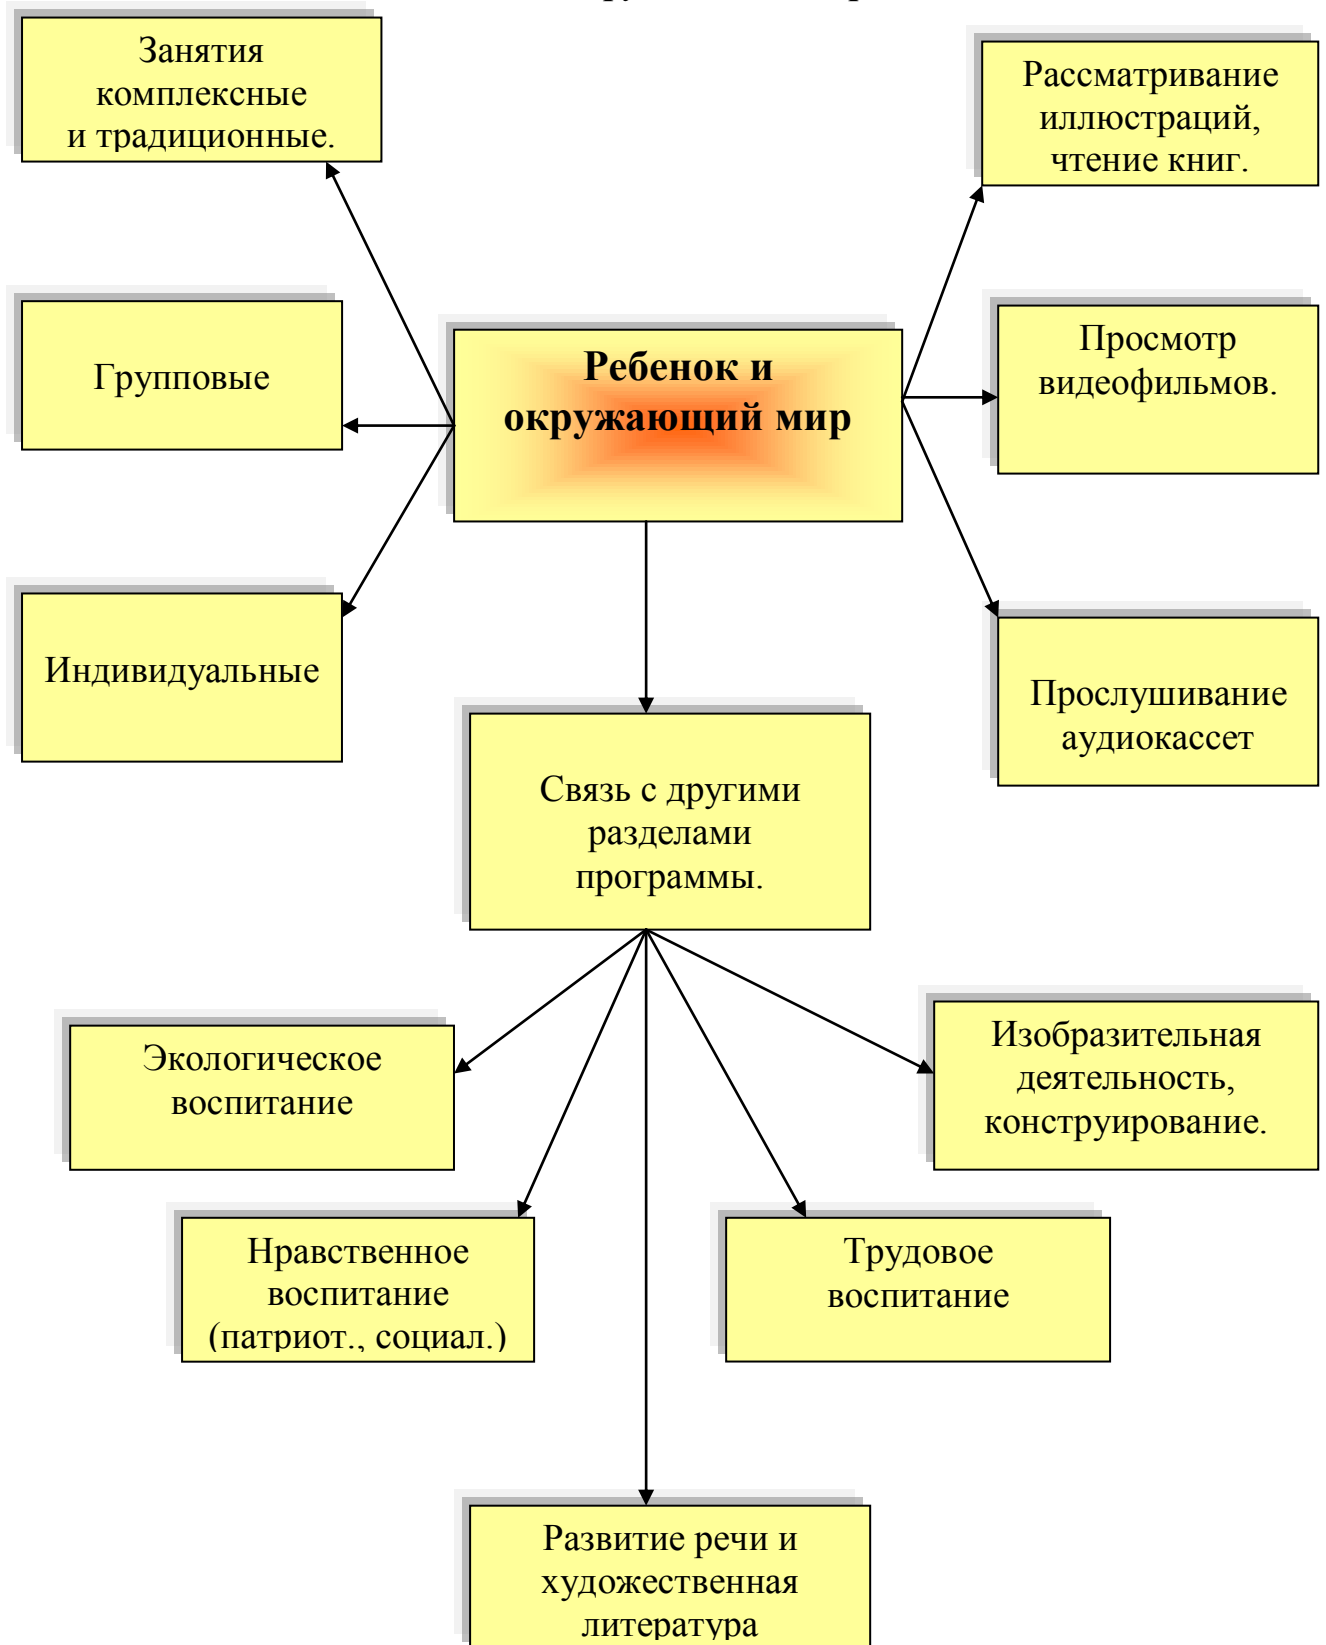 Занятия
комплексные
и традиционные.
Рассматривание
иллюстраций,
чтение книг.
Групповые
Ребенок и
окружающий мир
Просмотр
видеофильмов.
Индивидуальные
Прослушивание
аудиокассет
Связь с другими
разделами
программы.
Экологическое
воспитание
Изобразительная
деятельность,
конструирование.
Нравственное
воспитание
(патриот., социал.)
Трудовое
воспитание
Развитие речи и
художественная
литература